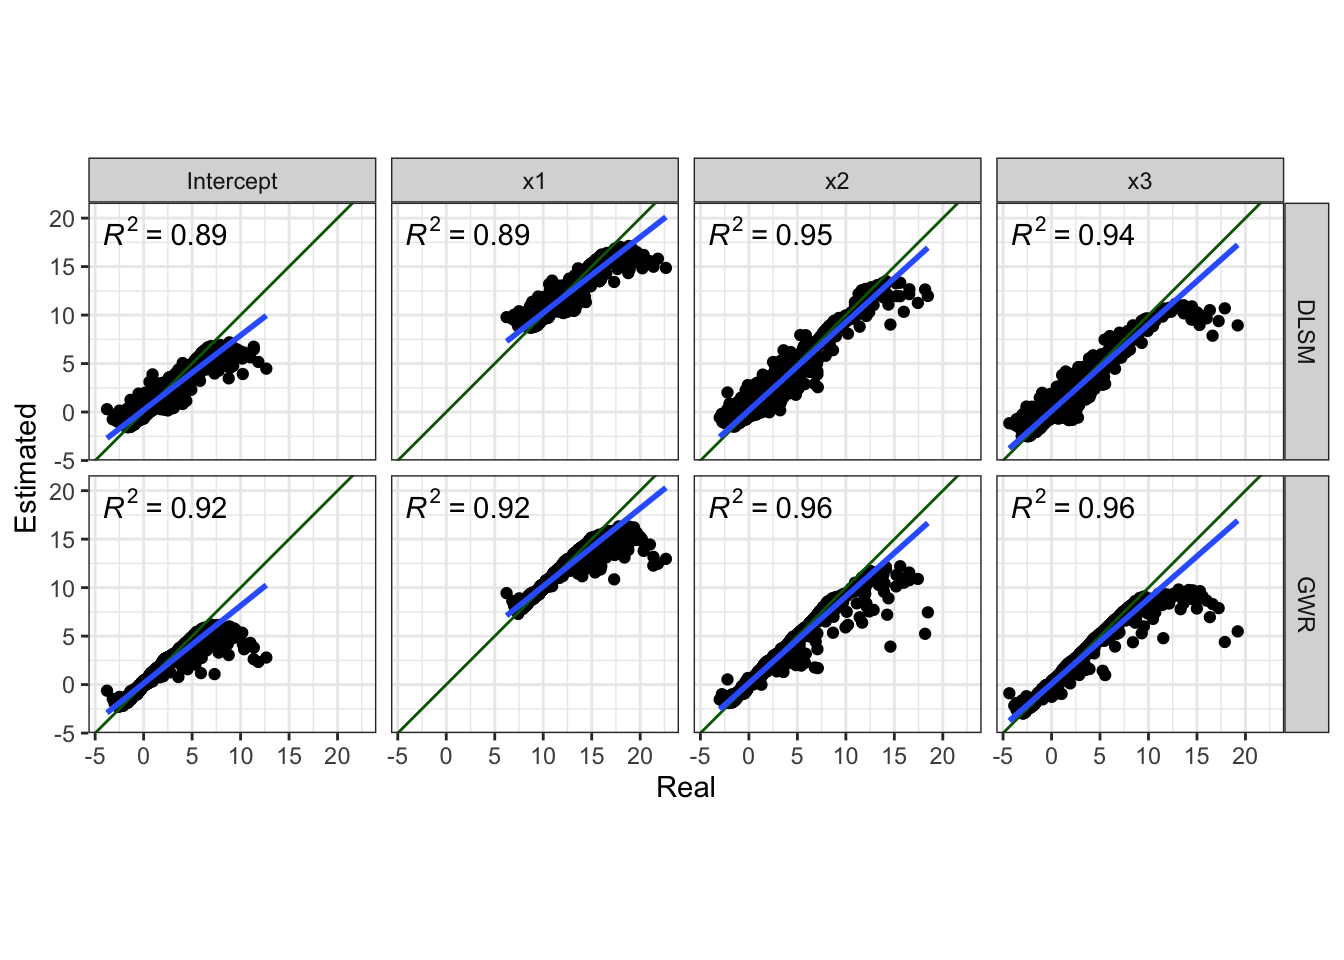 Intercept x1 x2 x3
20 R² = 0.89 R² = 0.89 R² = 0.95 R² = 0.94
15
10
5
0
-5
DLSM
Estimated
20 R² = 0.92 R² = 0.92 R² = 0.96 R² = 0.96
15
10
5
0
-5
GWR
-5 0 5 10 15 20 -5 0 5 10 15 20 -5 0 5 10 15 20 -5 0 5 10 15 20
Real